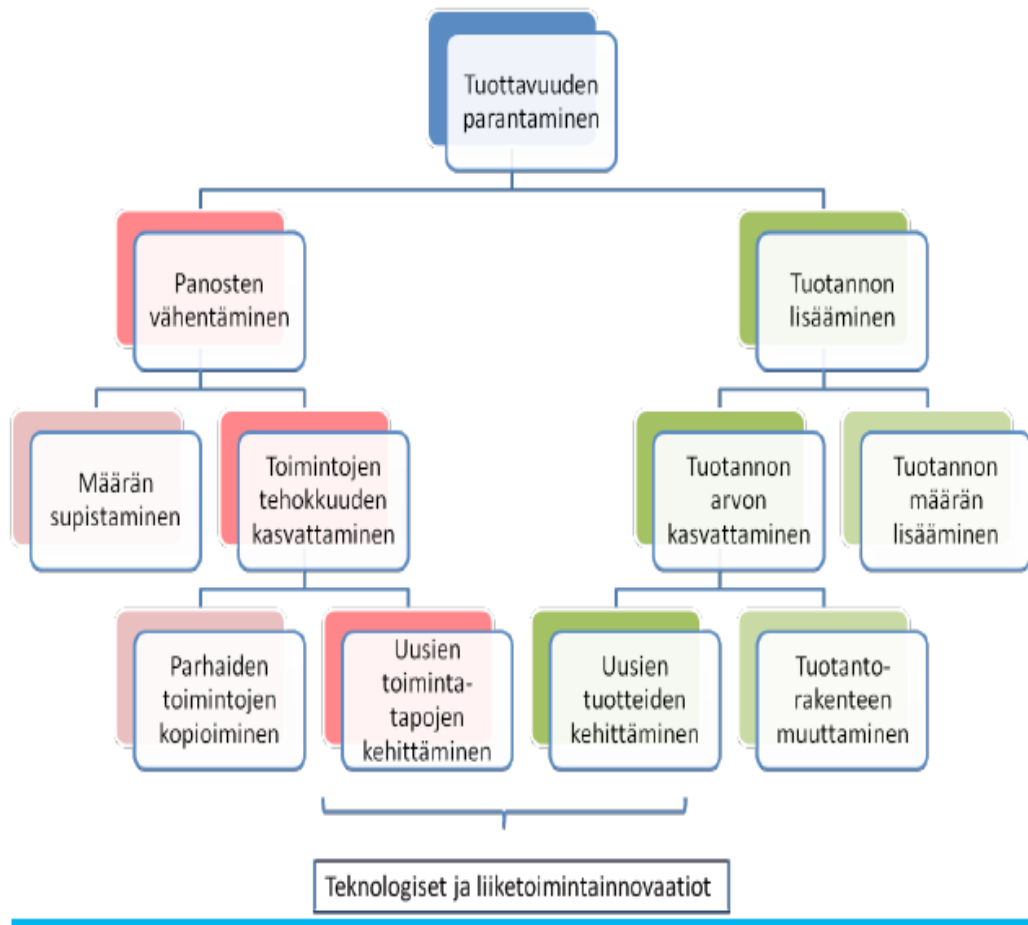 Tuottavuuden
parantaminen
Panosten
vähentäminen
Tuotannon
lisääminen
Määrän
supistaminen
Toimintojen
tehokkuuden
kasvattaminen
Tuotannon
arvon
kasvattaminen
Tuotannon
määrän
lisääminen
Parhaiden
toimintojen
kopioiminen
Uusien
toiminta-
tapojen
kehittäminen
Uusien
tuotteiden
kehittäminen
Tuotanto-
rakenteen
muuttaminen
Teknologiset ja liiketoimintainnovaatiot